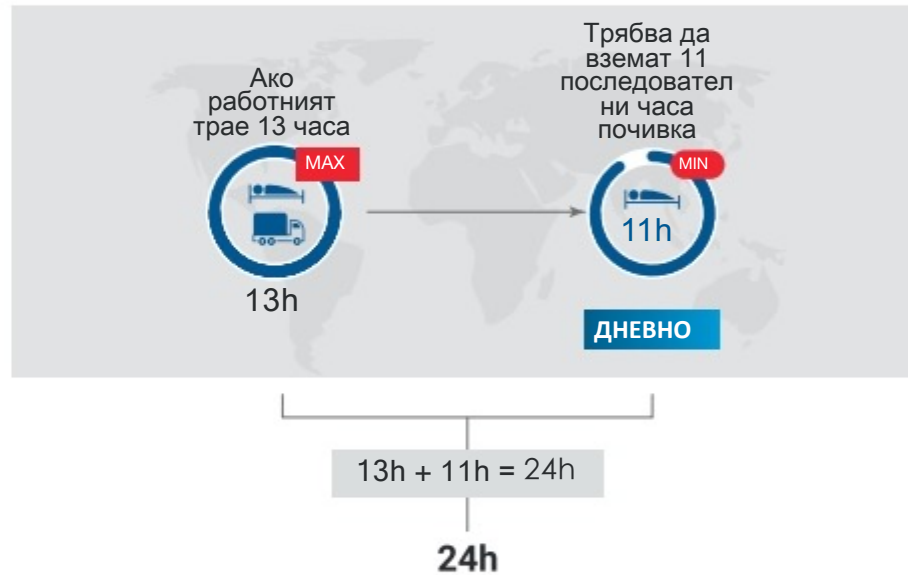 Ако
работният
трае 13 часа
MAX
13h
Трябва да
вземат 11
последовател
ни часа
почивка
MIN
11h
ДНЕВНО
13h + 11h = 24h
24h